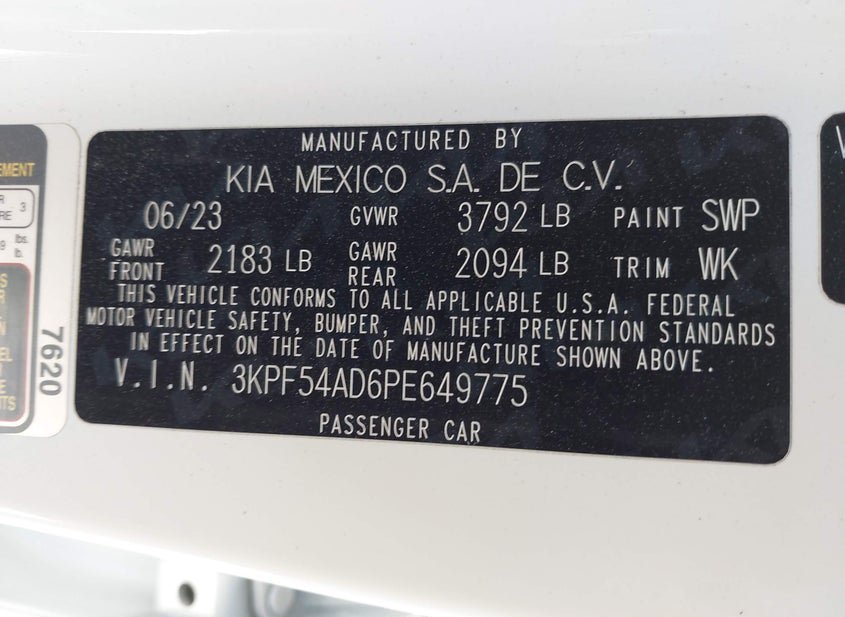 MANUFACTURED BY
KIA MEXICO S.A. DE C.V.
06/23 GVWR 3792 LB PAINT SWP
GAWR FRONT 2183 LB GAWR REAR 2094 LB TRIM WK
THIS VEHICLE CONFORMS TO ALL APPLICABLE U.S.A. FEDERAL
MOTOR VEHICLE SAFETY, BUMPER, AND THEFT PREVENTION STANDARDS
IN EFFECT ON THE DATE OF MANUFACTURE SHOWN ABOVE.
V.I.N. 3KPF54AD6PE649775
PASSENGER CAR
7620